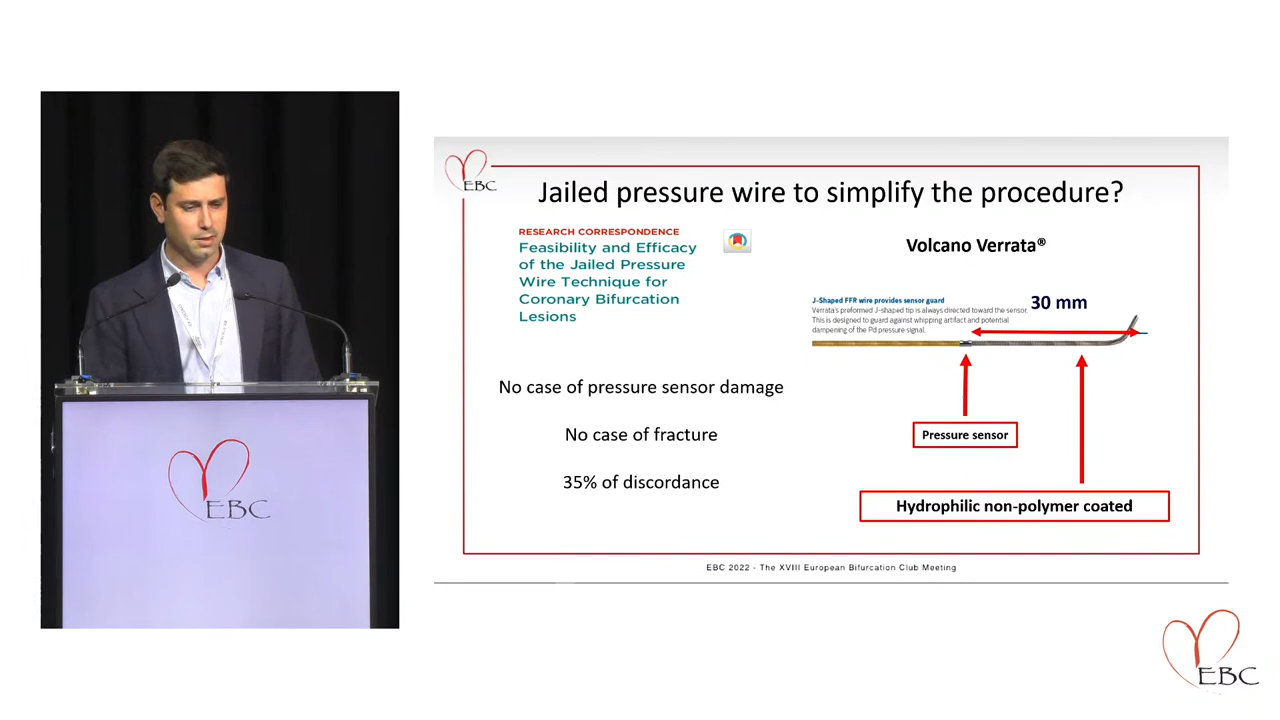 EBC
EBC
Jailed pressure wire to simplify the procedure?
RESEARCH CORRESPONDENCE
Feasibility and Efficacy
of the Jailed Pressure
Wire Technique for
Coronary Bifurcation
Lesions
Volcano Verrata®
J-Shaped FFR wire provides sensor guard
Verrata's preformed J-shaped tip is always directed toward the sensor.
This is designed to guard against whipping artifact and potential
dampening of the Pd pressure signal.
30 mm
No case of pressure sensor damage
No case of fracture
35% of discordance
Pressure sensor
Hydrophilic non-polymer coated
EBC 2022 - The XVIII European Bifurcation Club Meeting
EBC